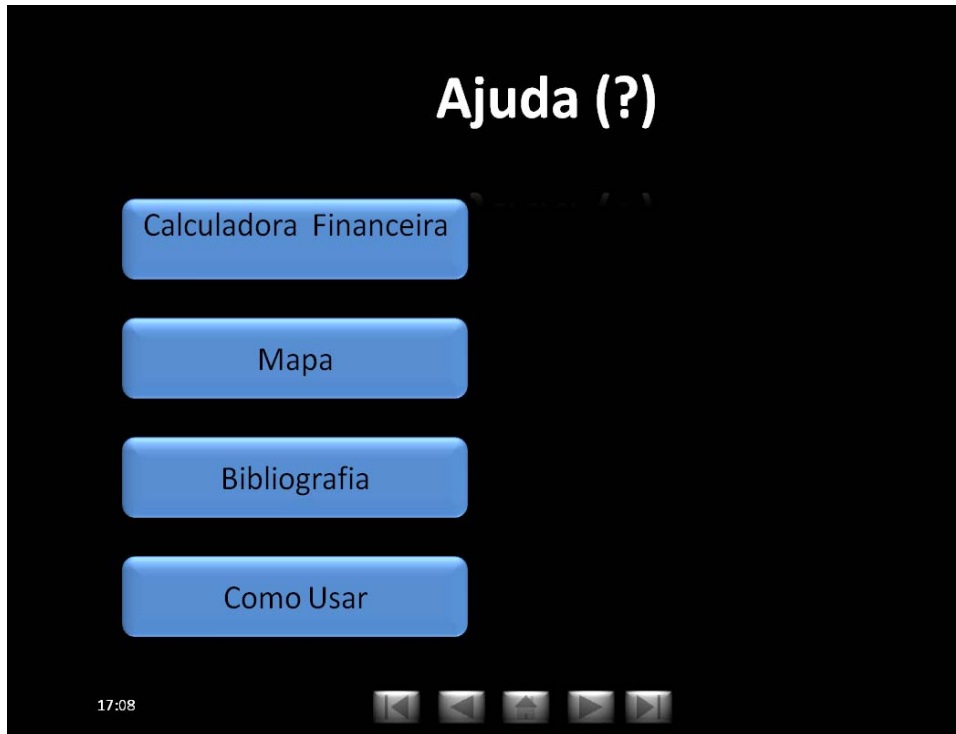 Ajuda (?)
Calculadora Financeira
Mapa
Bibliografia
Como Usar
17:08